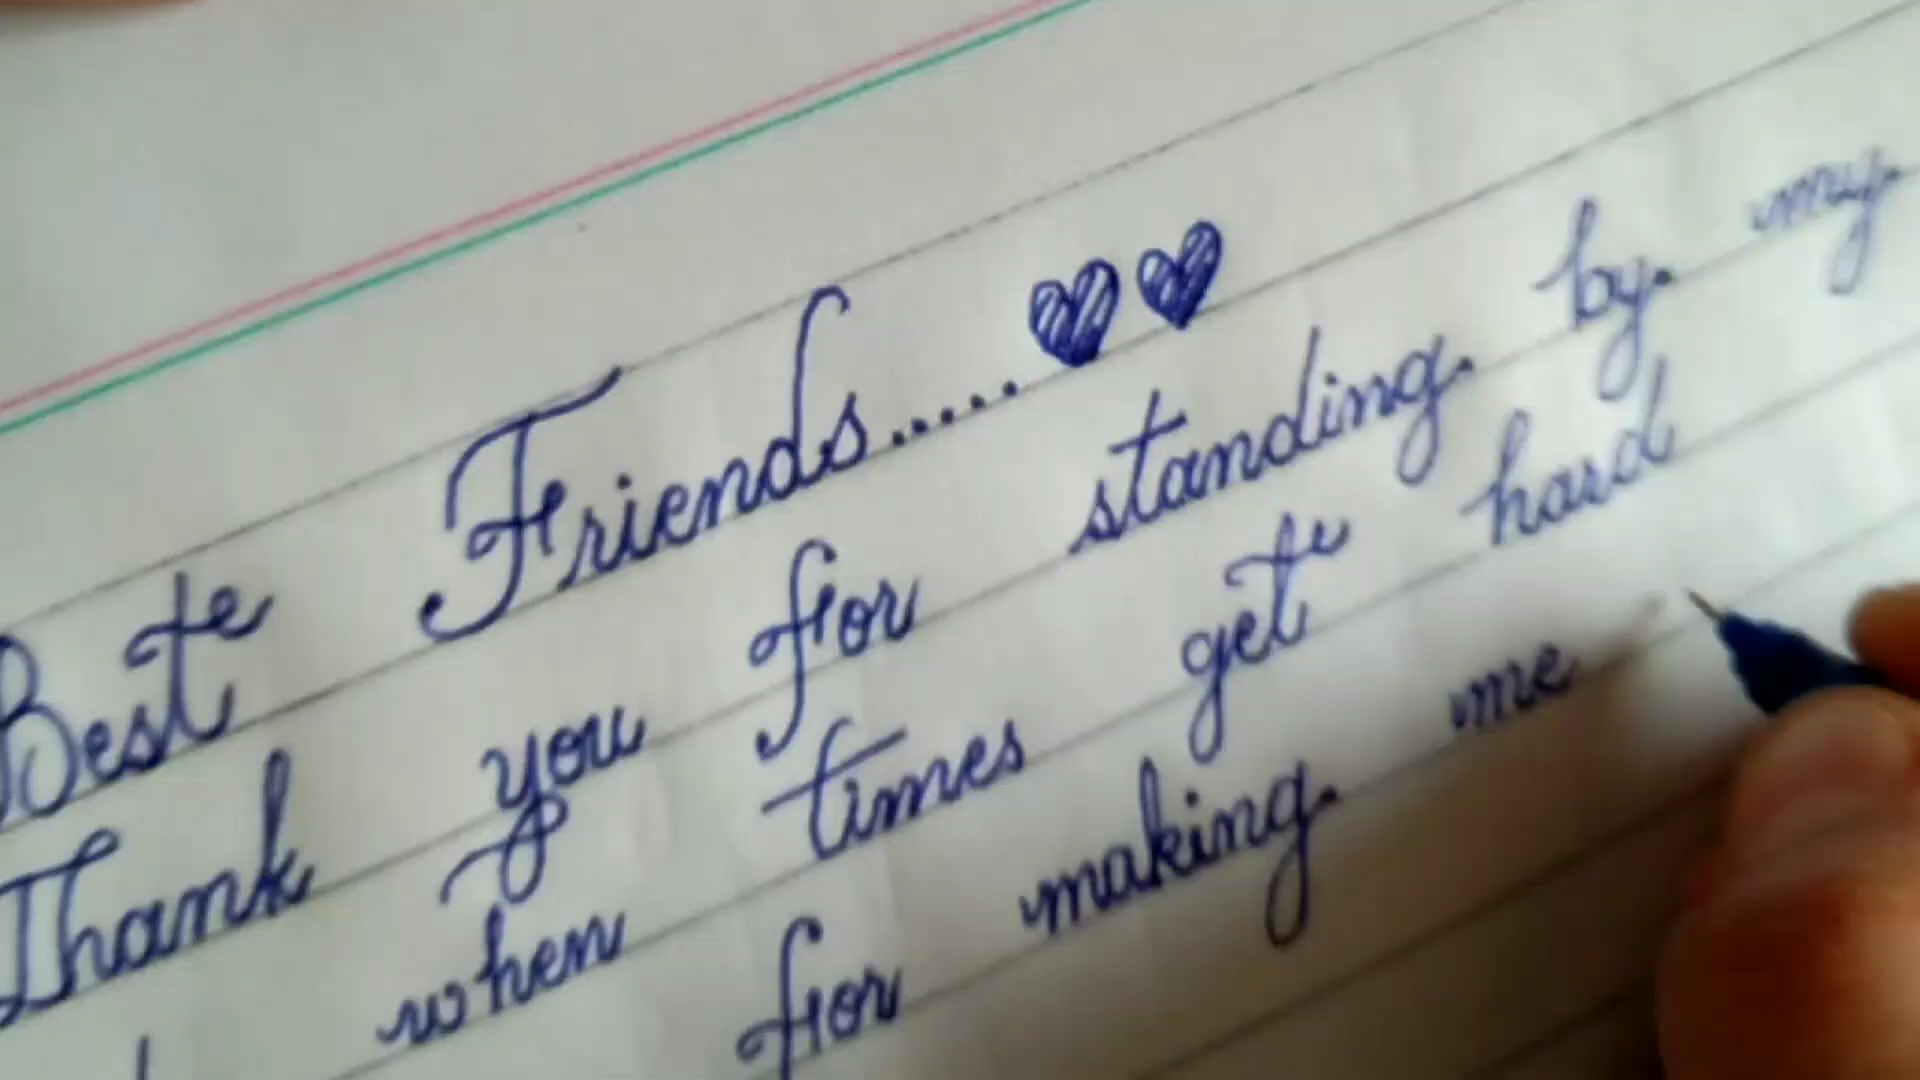 Best Friends.....
Thank you for standing by my
when times get hard
for making me